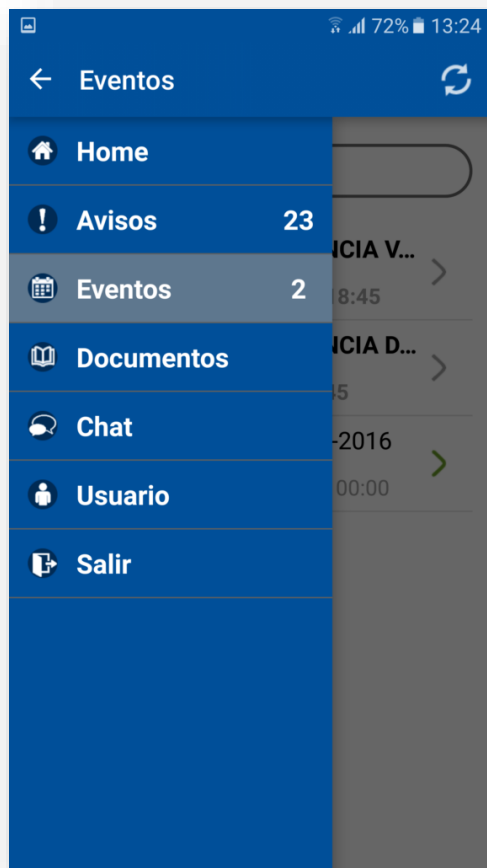 72% 13:24
Eventos
Home
Avisos 23
NCIA V...
Eventos 2
18:45
Documentos
NCIA D...
45
Chat
-2016
Usuario
00:00
Salir